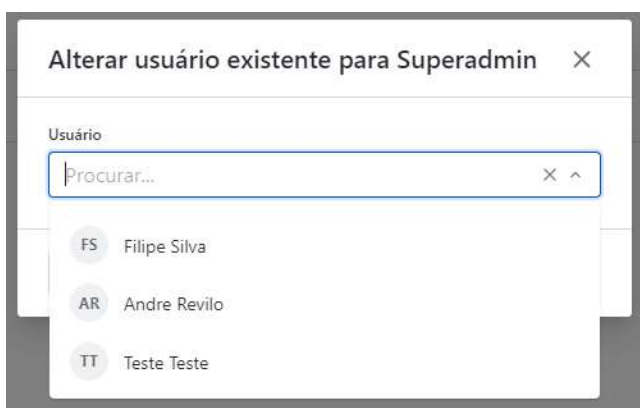 Alterar usuário existente para Superadmin
Usuário
Procurar...
FS Filipe Silva
AR Andre Revilo
TT Teste Teste